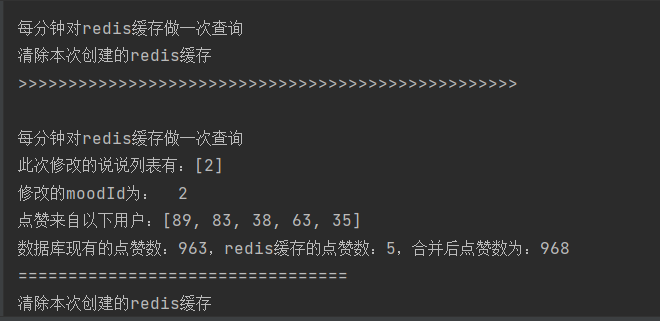 每分钟对redis缓存做一次查询
清除本次创建的redis缓存
>>>>>>>>>>>>>>>>>>>>>>>>>>>>>>>>>>>>>>>>>>>>>>>>>>
每分钟对redis缓存做一次查询
此次修改的说说列表有：[2]
修改的moodId为：  2
点赞来自以下用户：[89, 83, 38, 63, 35]
数据库现有的点赞数：963，redis缓存的点赞数：5，合并后点赞数为：968
=================================
清除本次创建的redis缓存